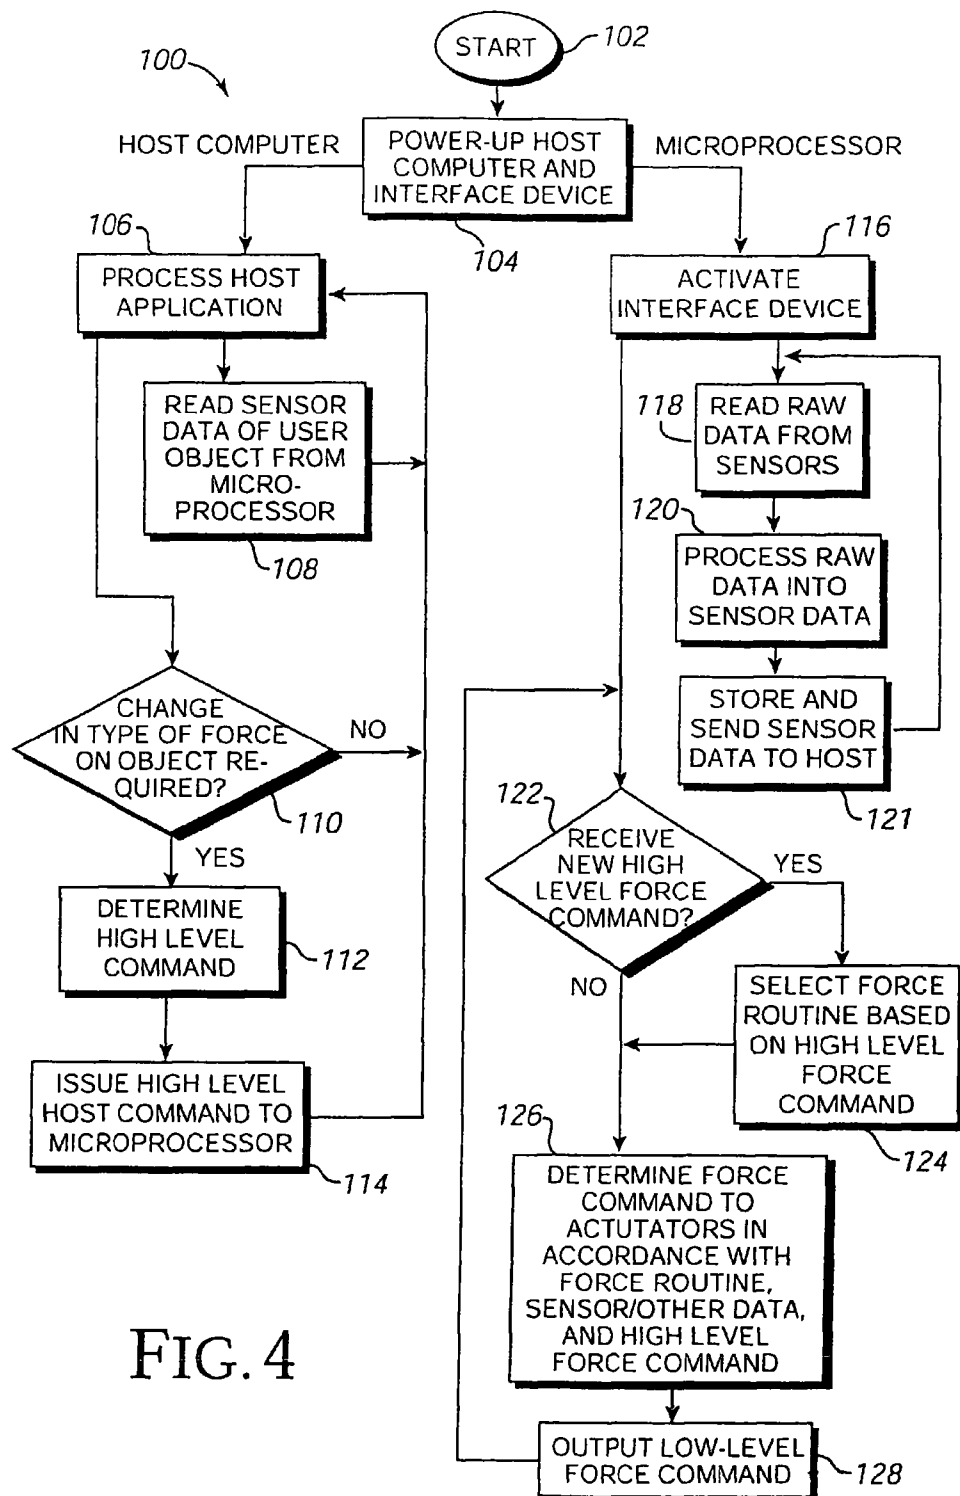 START
102
100
HOST COMPUTER
POWER-UP HOST
COMPUTER AND
INTERFACE DEVICE
MICROPROCESSOR
104
106
PROCESS HOST
APPLICATION
READ SENSOR
DATA OF USER
OBJECT FROM
MICRO-
PROCESSOR
108
CHANGE
IN TYPE OF FORCE
ON OBJECT RE-
QUIRED?
NO
110
YES
DETERMINE
HIGH LEVEL
COMMAND
112
ISSUE HIGH LEVEL
HOST COMMAND TO
MICROPROCESSOR
114
116
ACTIVATE
INTERFACE DEVICE
118
READ RAW
DATA FROM
SENSORS
120
PROCESS RAW
DATA INTO
SENSOR DATA
STORE AND
SEND SENSOR
DATA TO HOST
121
122
RECEIVE
NEW HIGH
LEVEL FORCE
COMMAND?
YES
NO
SELECT FORCE
ROUTINE BASED
ON HIGH LEVEL
FORCE
COMMAND
124
126
DETERMINE FORCE
COMMAND TO
ACTUTATORS IN
ACCORDANCE WITH
FORCE ROUTINE,
SENSOR/OTHER DATA,
AND HIGH LEVEL
FORCE COMMAND
OUTPUT LOW-LEVEL
FORCE COMMAND
128
FIG. 4